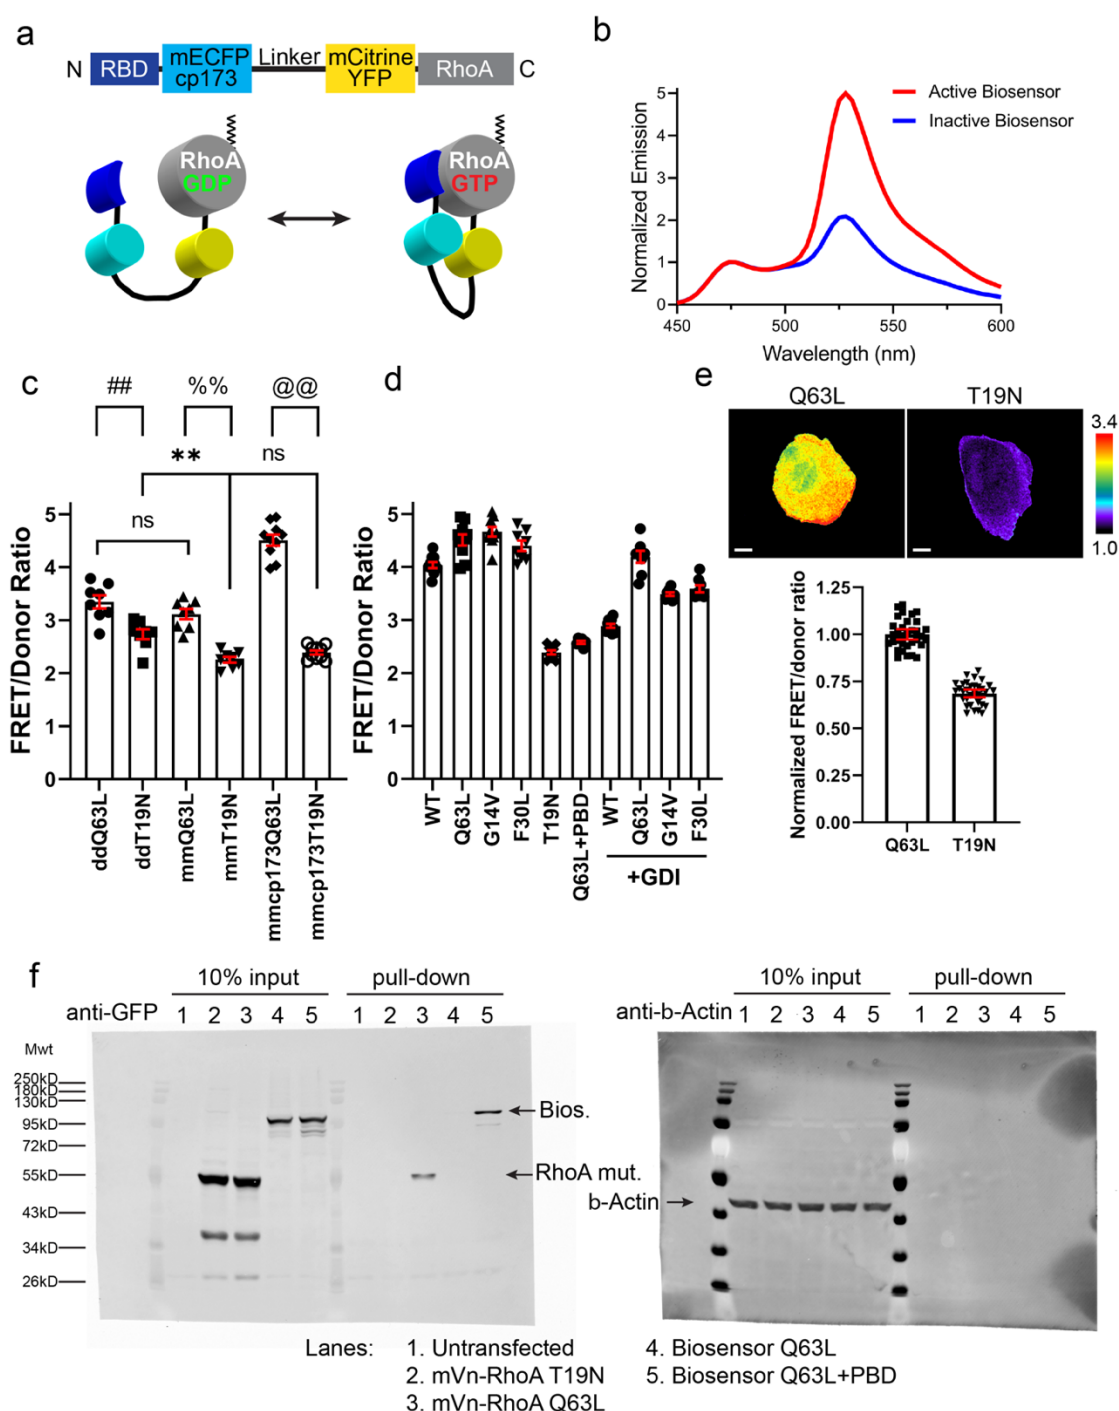 a
N RBD mECFP cp173 Linker mCitrine YFP RhoA C
RhoA
GDP
RhoA
GTP
b
Normalized Emission
5
4
3
2
1
0
450 500 550 600
Wavelength (nm)
Active Biosensor
Inactive Biosensor
c
## %% @@
** ns
ns
FRET/Donor Ratio
5
4
3
2
1
0
ddQ63L
ddT19N
mmQ63L
mmT19N
mmcp173Q63L
mmcp173T19N
d
FRET/Donor Ratio
5
4
3
2
1
0
WT
Q63L
G14V
F30L
T19N
Q63L+PBD
WT
Q63L
G14V
F30L
+GDI
e
Q63L T19N
3.4
1.0
Normalized FRET/donor ratio
1.25
1.00
0.75
0.50
0.25
0.00
Q63L T19N
f
10% input pull-down
anti-GFP 1 2 3 4 5 1 2 3 4 5
Mwt
250kD
180kD
130kD
95kD
72kD
55kD
43kD
34kD
26kD
Bios.
RhoA mut.
10% input pull-down
anti-b-Actin 1 2 3 4 5 1 2 3 4 5
b-Actin
Lanes: 1. Untransfected
2. mVn-RhoA T19N
3. mVn-RhoA Q63L
4. Biosensor Q63L
5. Biosensor Q63L+PBD